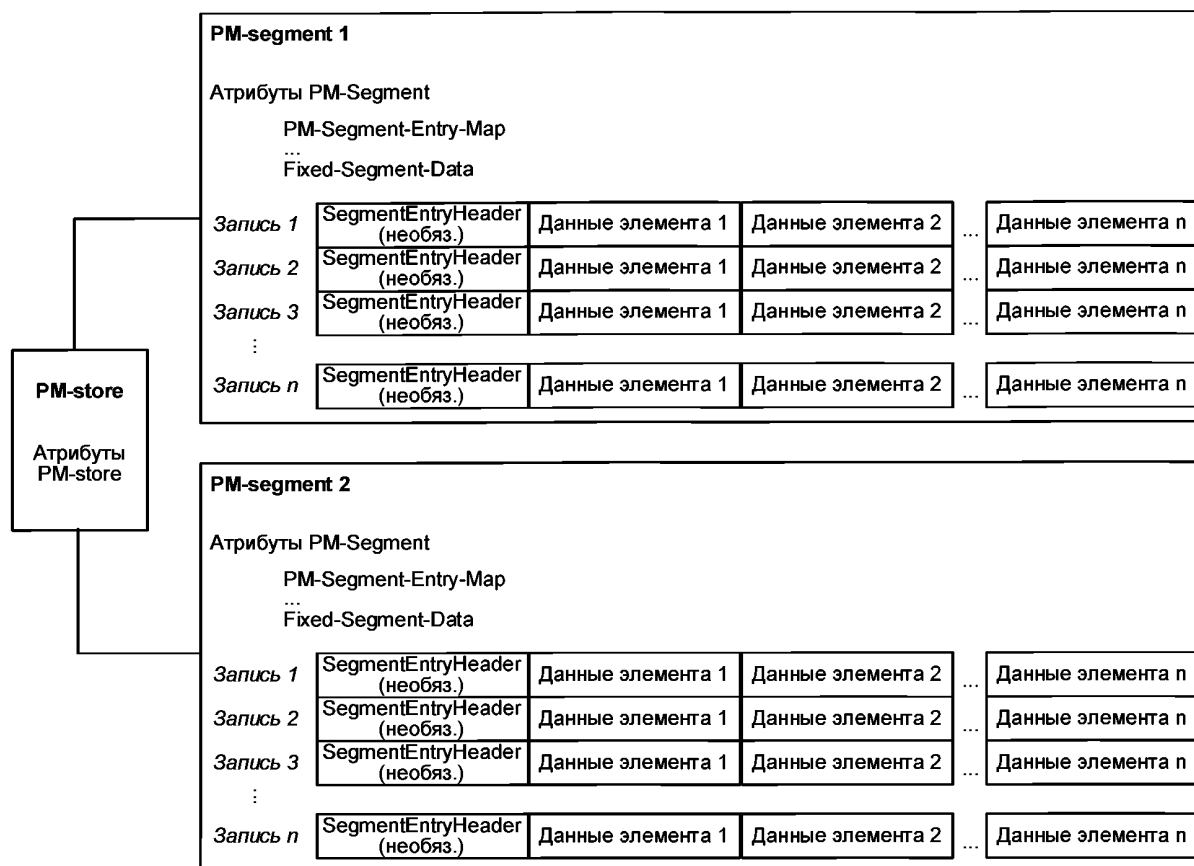 PM-segment 1
Атрибуты PM-Segment
PM-Segment-Entry-Map
...
Fixed-Segment-Data
Запись 1 SegmentEntryHeader (необяз.) Данные элемента 1 Данные элемента 2 ... Данные элемента n
Запись 2 SegmentEntryHeader (необяз.) Данные элемента 1 Данные элемента 2 ... Данные элемента n
Запись 3 SegmentEntryHeader (необяз.) Данные элемента 1 Данные элемента 2 ... Данные элемента n
...
Запись n SegmentEntryHeader (необяз.) Данные элемента 1 Данные элемента 2 ... Данные элемента n
PM-store
Атрибуты
PM-store
PM-segment 2
Атрибуты PM-Segment
PM-Segment-Entry-Map
...
Fixed-Segment-Data
Запись 1 SegmentEntryHeader (необяз.) Данные элемента 1 Данные элемента 2 ... Данные элемента n
Запись 2 SegmentEntryHeader (необяз.) Данные элемента 1 Данные элемента 2 ... Данные элемента n
Запись 3 SegmentEntryHeader (необяз.) Данные элемента 1 Данные элемента 2 ... Данные элемента n
...
Запись n SegmentEntryHeader (необяз.) Данные элемента 1 Данные элемента 2 ... Данные элемента n